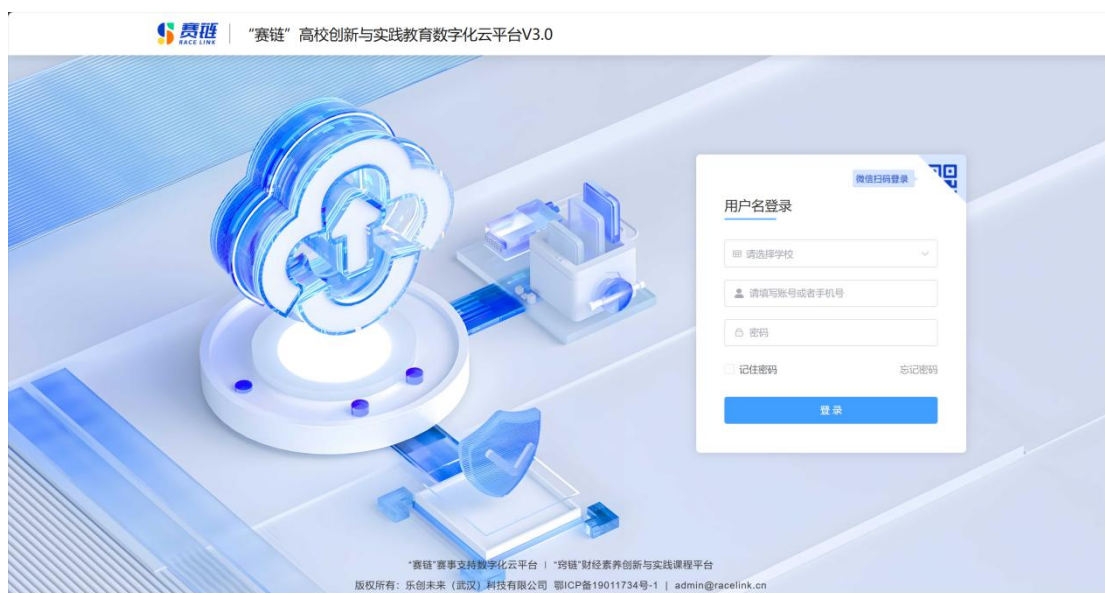 赛链
RACE LINK
“赛链”高校创新与实践教育数字化云平台V3.0
微信扫码登录
用户名登录
请选择学校
请填写账号或者手机号
密码
记住密码 忘记密码
登 录
“赛链”赛事支持数字化云平台 | “窍链”财经素养创新与实践课程平台
版权所有：乐创未来（武汉）科技有限公司 鄂ICP备19011734号-1 | admin@racelink.cn